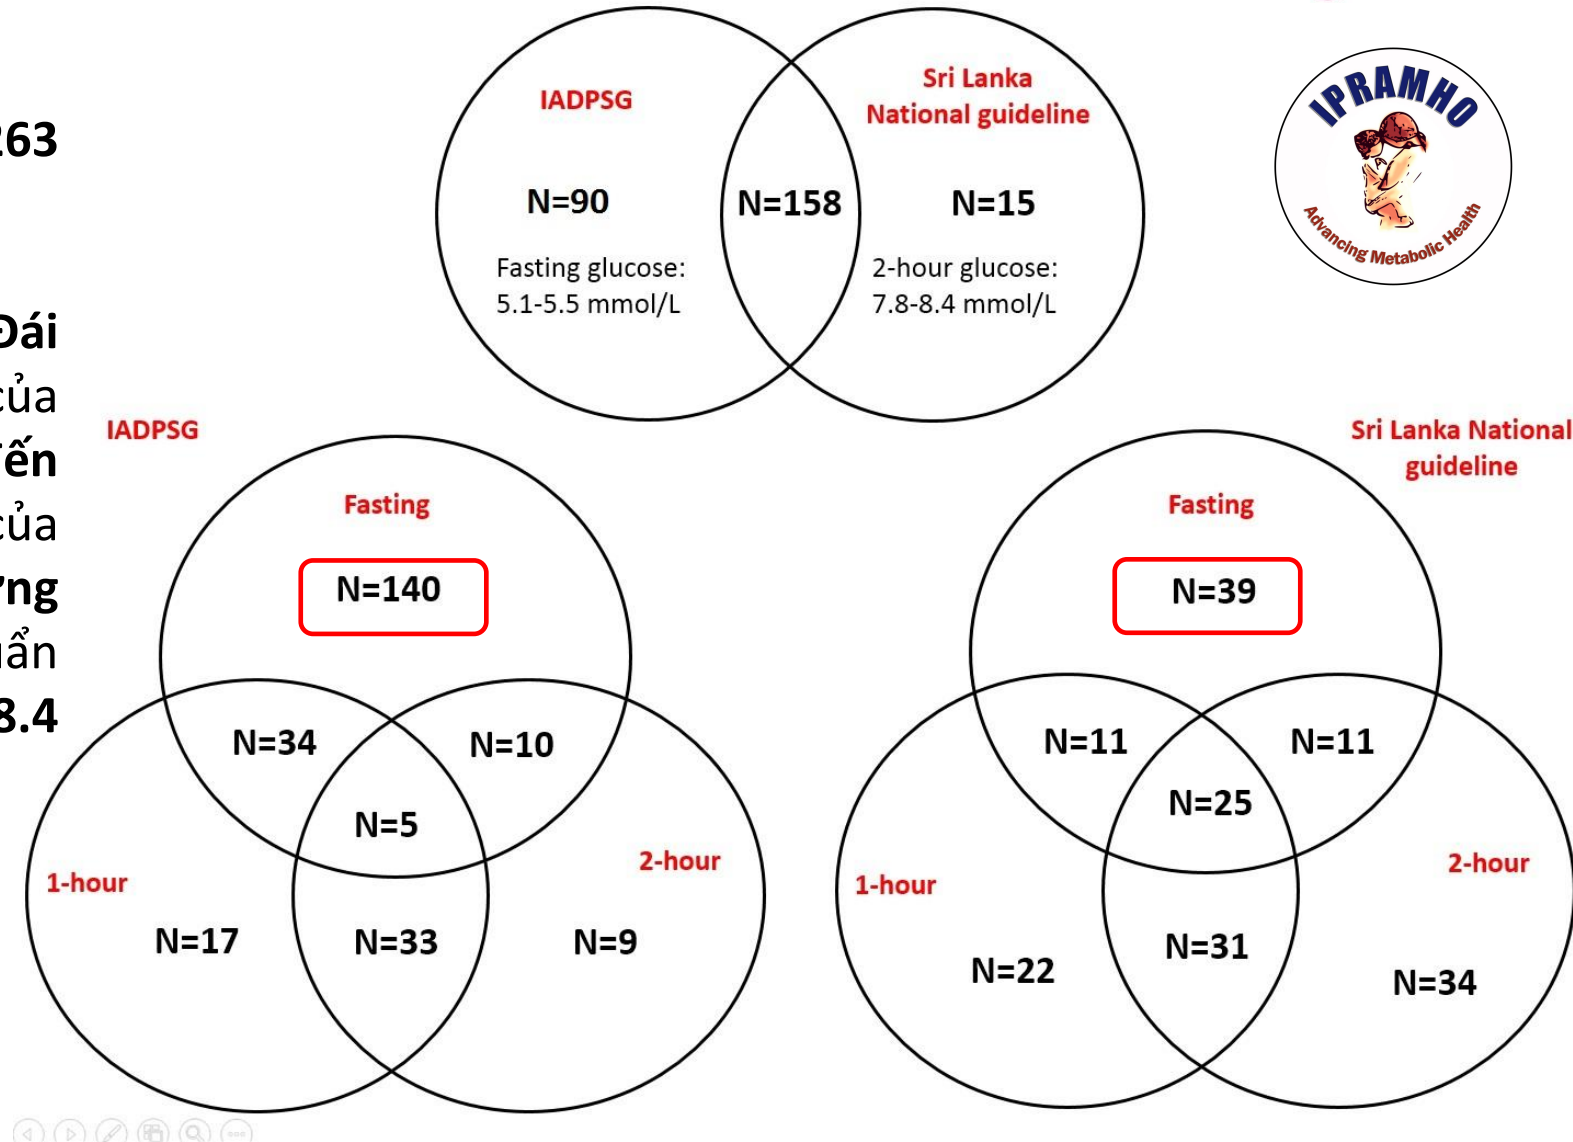 263
Đái
của
đến
của
ẩn
8.4
IADPSG
Sri Lanka
National guideline
N=90
N=158
N=15
Fasting glucose:
5.1-5.5 mmol/L
2-hour glucose:
7.8-8.4 mmol/L
IPRAMHO
Advancing Metabolic Health
IADPSG
Fasting
N=140
N=34
N=10
N=5
1-hour
2-hour
N=17
N=33
N=9
Sri Lanka National
guideline
Fasting
N=39
N=11
N=11
N=25
1-hour
2-hour
N=22
N=31
N=34